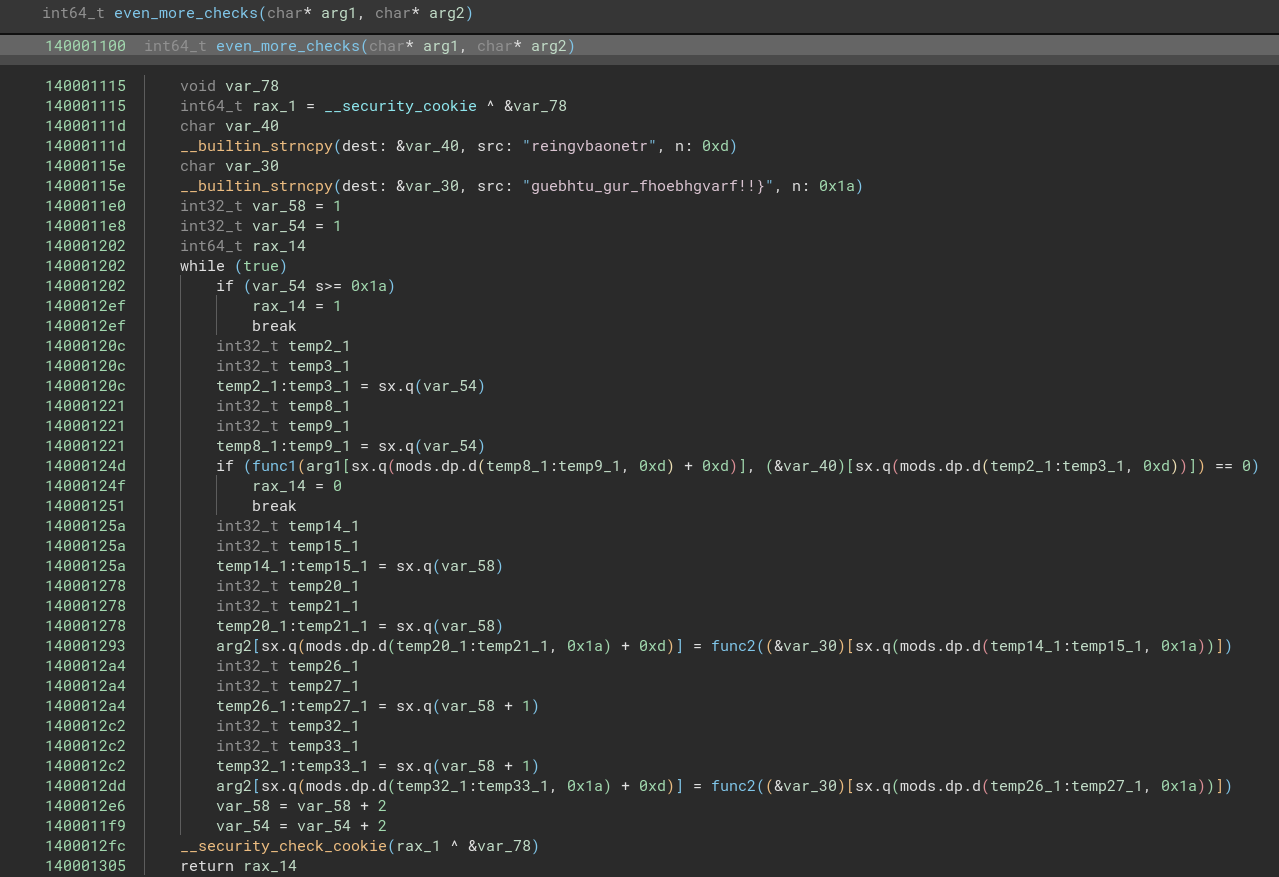 int64_t even_more_checks(char* arg1, char* arg2)
140001100 int64_t even_more_checks(char* arg1, char* arg2)
140001115 void var_78
140001115 int64_t rax_1 = __security_cookie ^ &var_78
14000111d char var_40
14000111d __builtin_strncpy(dest: &var_40, src: "reingvbaonetr", n: 0xd)
14000115e char var_30
14000115e __builtin_strncpy(dest: &var_30, src: "guebhtu_gur_fhoebhgvarf!!}", n: 0x1a)
1400011e0 int32_t var_58 = 1
1400011e8 int32_t var_54 = 1
140001202 int64_t rax_14
140001202 while (true)
140001202 if (var_54 s>= 0x1a)
1400012ef rax_14 = 1
1400012ef break
14000120c int32_t temp2_1
14000120c int32_t temp3_1
14000120c temp2_1:temp3_1 = sx.q(var_54)
140001221 int32_t temp8_1
140001221 int32_t temp9_1
140001221 temp8_1:temp9_1 = sx.q(var_54)
14000124d if (func1(arg1[sx.q(mods.dp.d(temp8_1:temp9_1, 0xd) + 0xd)], (&var_40)[sx.q(mods.dp.d(temp2_1:temp3_1, 0xd))]) == 0)
14000124f rax_14 = 0
140001251 break
14000125a int32_t temp14_1
14000125a int32_t temp15_1
14000125a temp14_1:temp15_1 = sx.q(var_58)
140001278 int32_t temp20_1
140001278 int32_t temp21_1
140001278 temp20_1:temp21_1 = sx.q(var_58)
140001293 arg2[sx.q(mods.dp.d(temp20_1:temp21_1, 0x1a) + 0xd)] = func2((&var_30)[sx.q(mods.dp.d(temp14_1:temp15_1, 0x1a))])
1400012a4 int32_t temp26_1
1400012a4 int32_t temp27_1
1400012a4 temp26_1:temp27_1 = sx.q(var_58 + 1)
1400012c2 int32_t temp32_1
1400012c2 int32_t temp33_1
1400012c2 temp32_1:temp33_1 = sx.q(var_58 + 1)
1400012dd arg2[sx.q(mods.dp.d(temp32_1:temp33_1, 0x1a) + 0xd)] = func2((&var_30)[sx.q(mods.dp.d(temp26_1:temp27_1, 0x1a))])
1400012e6 var_58 = var_58 + 2
1400011f9 var_54 = var_54 + 2
1400012fc __security_check_cookie(rax_1 ^ &var_78)
140001305 return rax_14